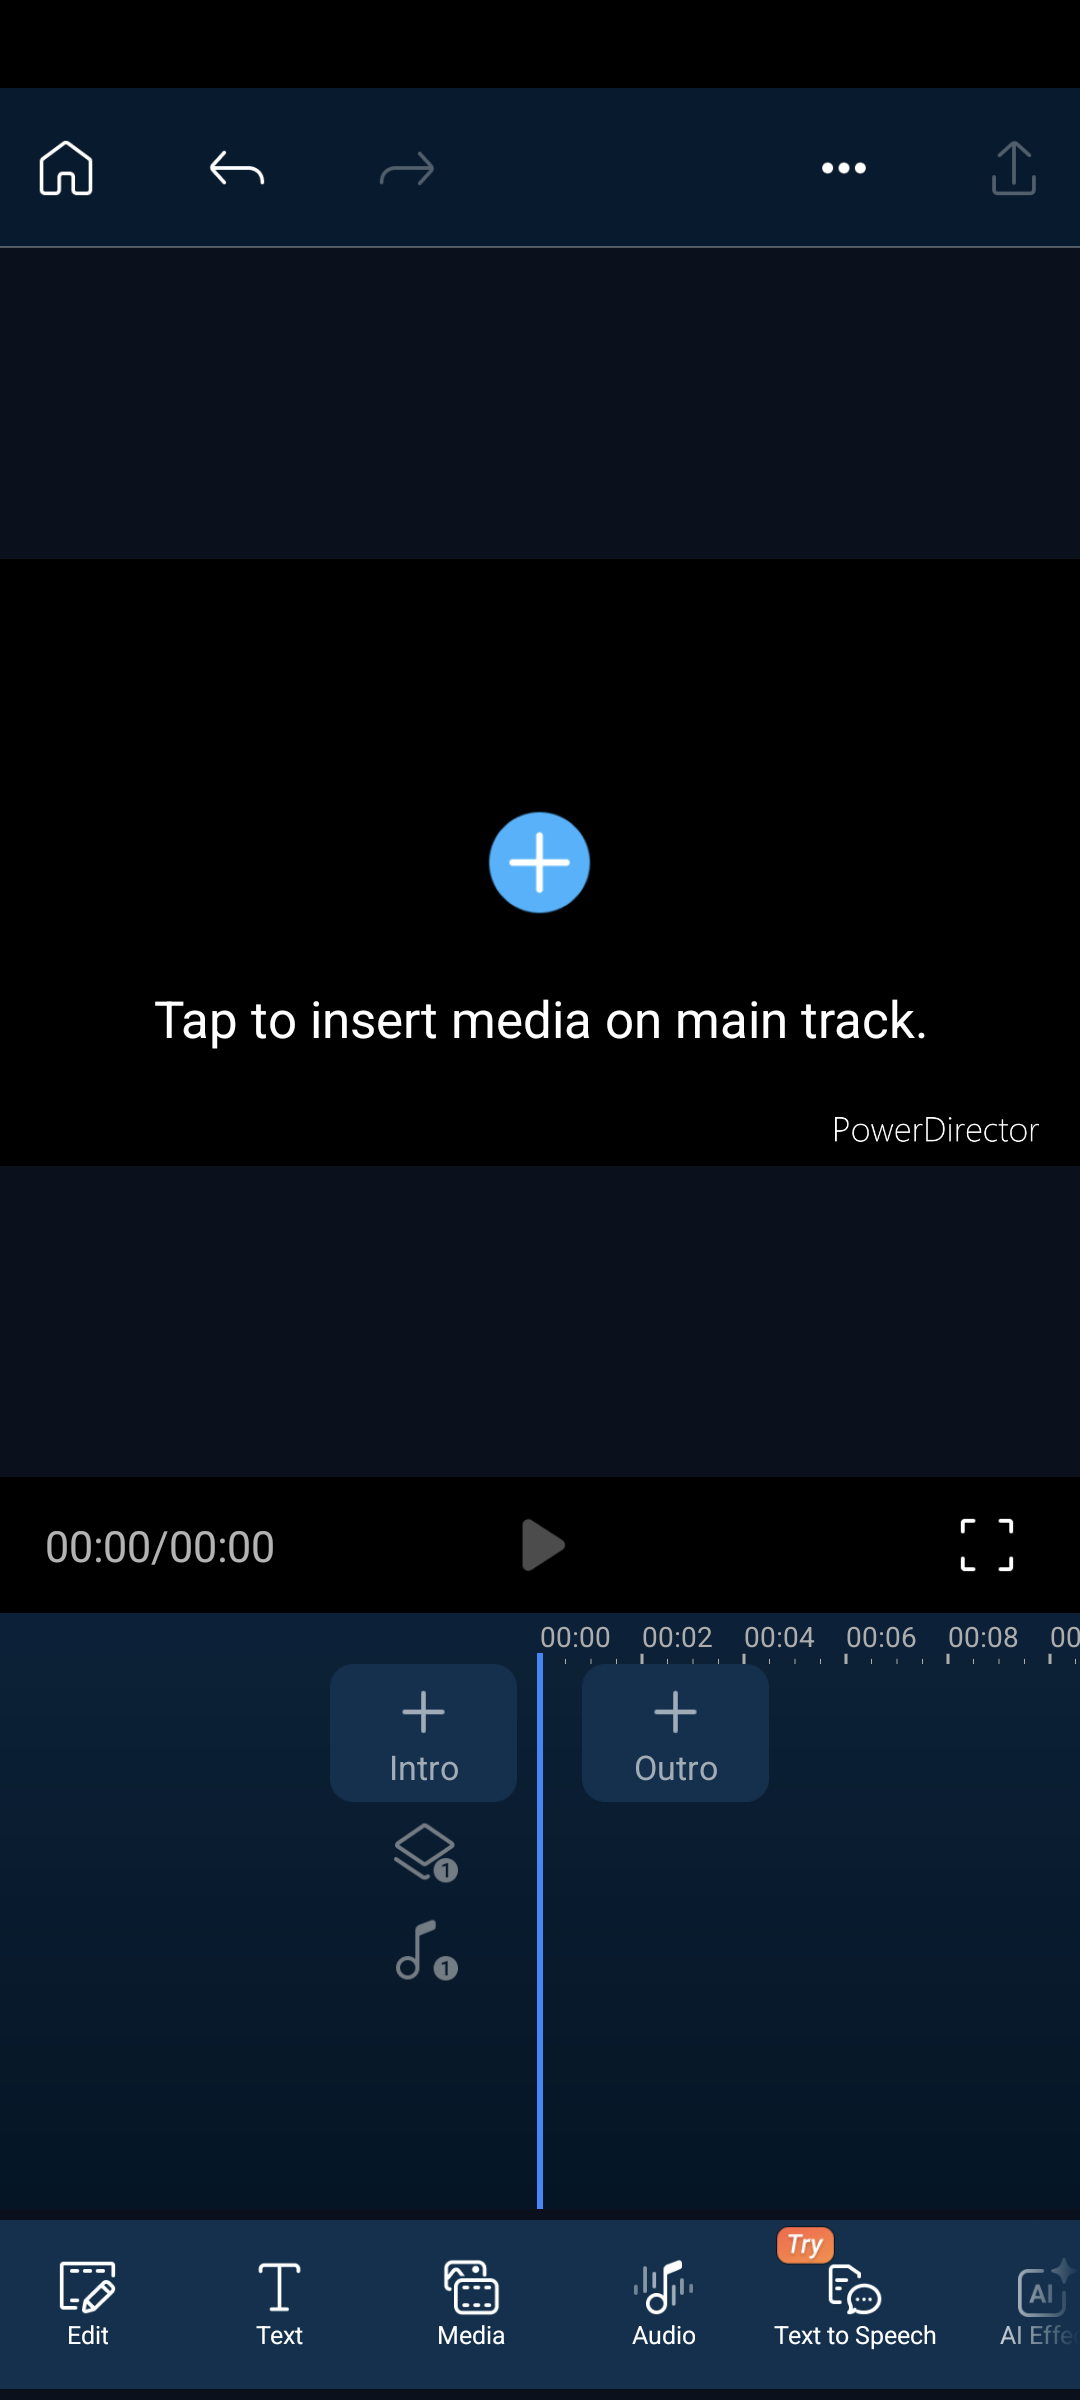 Tap to insert media on main track.
PowerDirector
00:00/00:00
00:00 00:02 00:04 00:06 00:08 00
Intro
Outro
1
1
Try
Edit
Text
Media
Audio
Text to Speech
AI
AI Effe